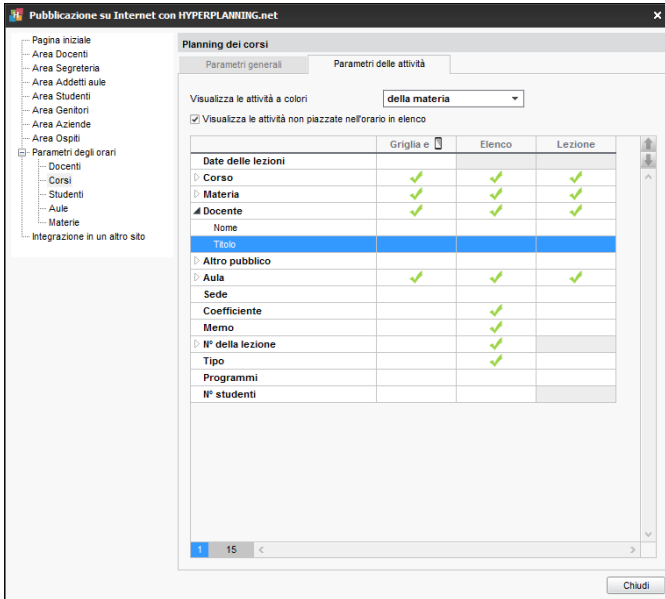 Pubblicazione su Internet con HYPERPLANNING.net
Pagina iniziale
Area Docenti
Area Segreteria
Area Addetti aule
Area Studenti
Area Genitori
Area Aziende
Area Ospiti
Parametri degli orari
Docenti
Corsi
Studenti
Aule
Materie
Integrazione in un altro sito
Planning dei corsi
Parametri generali Parametri delle attività
Visualizza le attività a colori della materia
Visualizza le attività non piazzate nell'orario in elenco
Griglia e Elenco Lezione
Date delle lezioni
Corso
Materia
Docente
Nome
Titolo
Altro pubblico
Aula
Sede
Coefficiente
Memo
N° della lezione
Tipo
Programmi
N° studenti
1 15
Chiudi